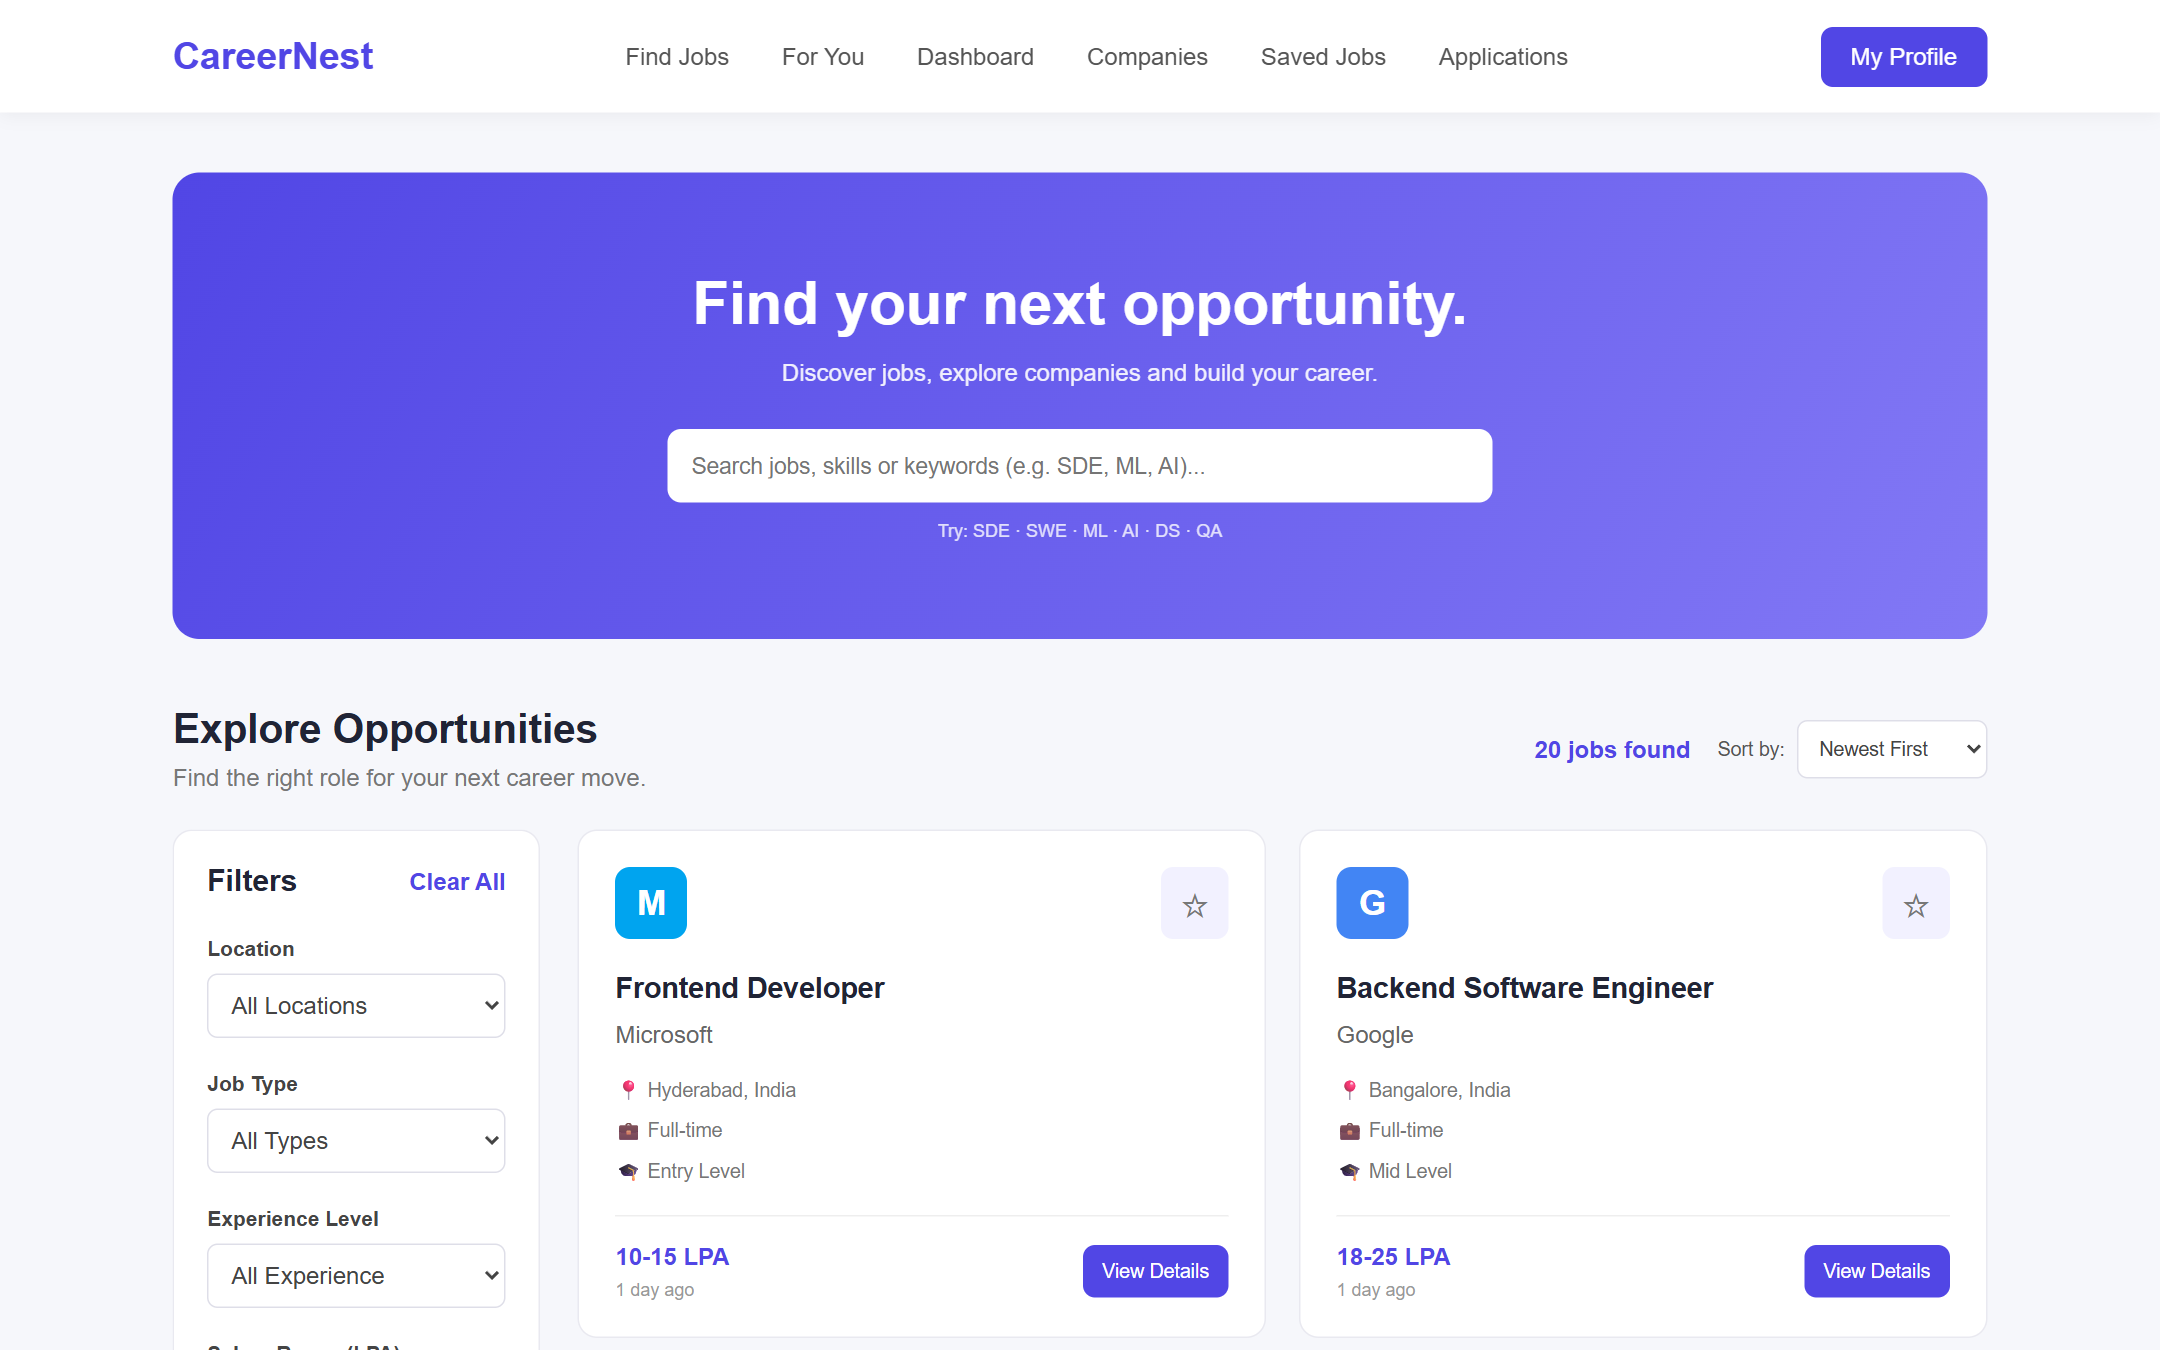 CareerNest
Find Jobs
For You
Dashboard
Companies
Saved Jobs
Applications
My Profile
Find your next opportunity.
Discover jobs, explore companies and build your career.
Search jobs, skills or keywords (e.g. SDE, ML, AI)...
Try: SDE · SWE · ML · AI · DS · QA
Explore Opportunities
Find the right role for your next career move.
20 jobs found
Sort by:
Newest First
Filters
Clear All
Location
All Locations
Job Type
All Types
Experience Level
All Experience
M
Frontend Developer
Microsoft
Hyderabad, India
Full-time
Entry Level
10-15 LPA
1 day ago
View Details
G
Backend Software Engineer
Google
Bangalore, India
Full-time
Mid Level
18-25 LPA
1 day ago
View Details